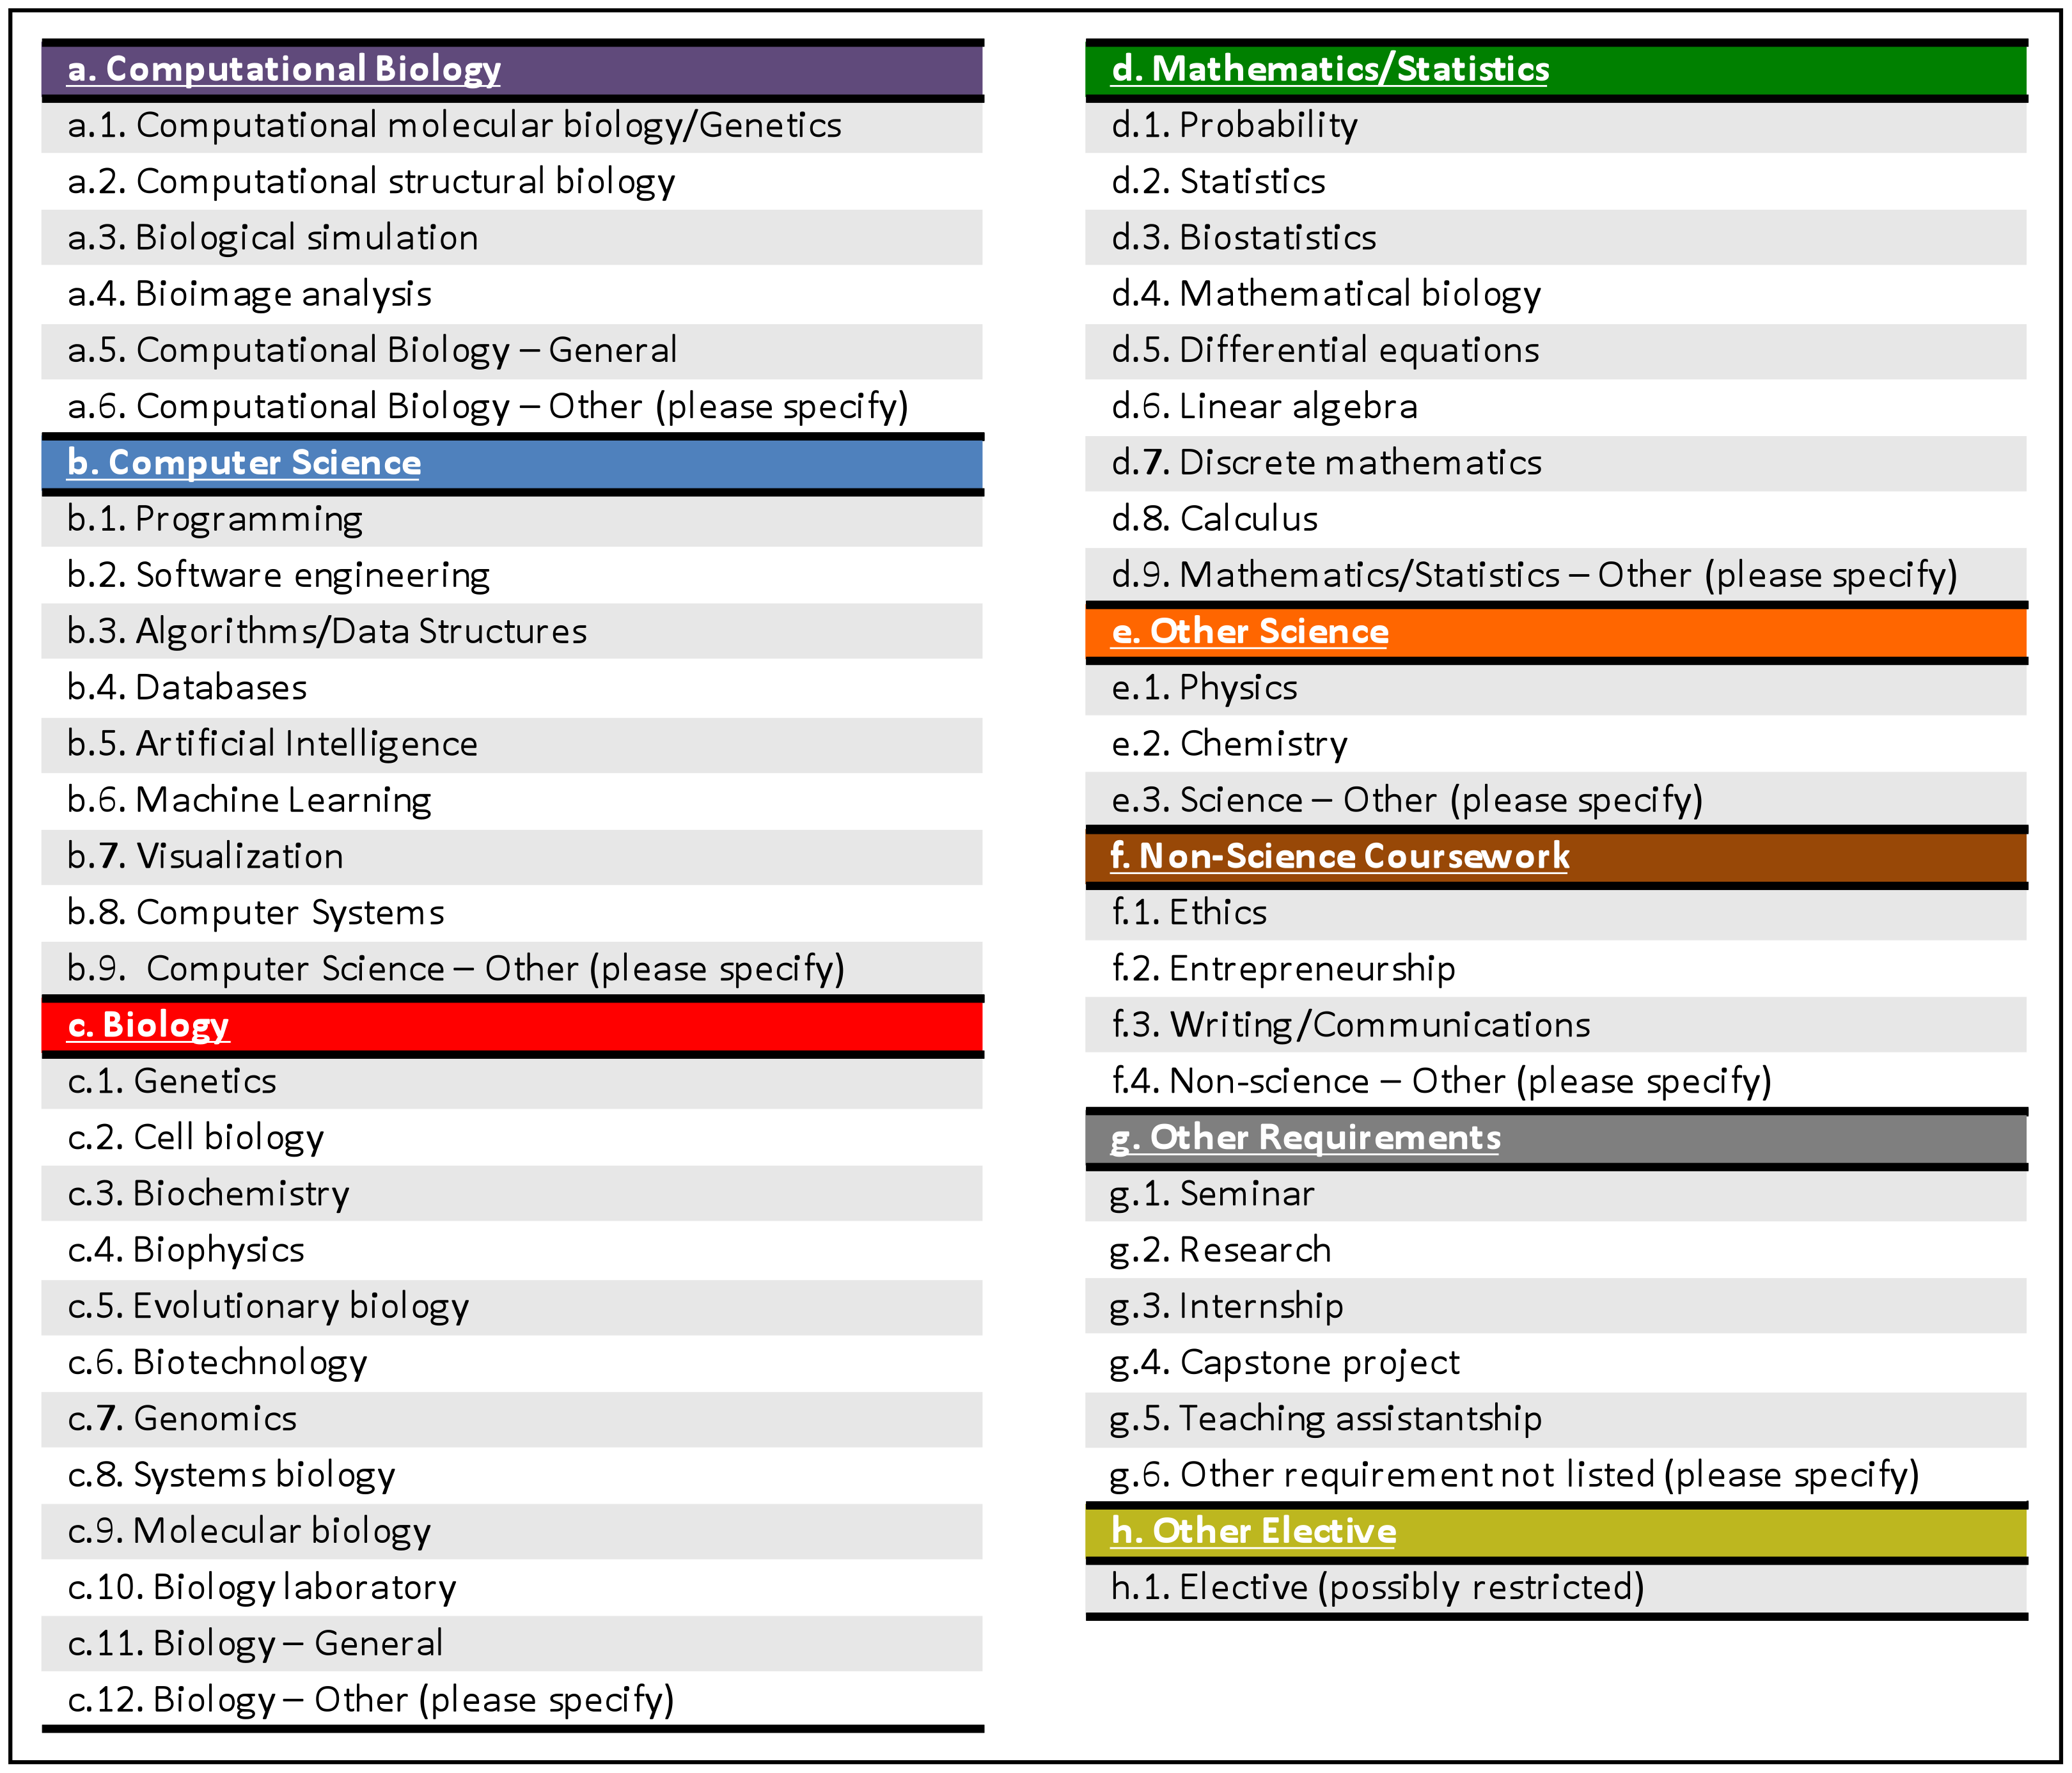 a. Computational Biology
a.1. Computational molecular biology/Genetics
a.2. Computational structural biology
a.3. Biological simulation
a.4. Bioimage analysis
a.5. Computational Biology – General
a.6. Computational Biology – Other (please specify)
b. Computer Science
b.1. Programming
b.2. Software engineering
b.3. Algorithms/Data Structures
b.4. Databases
b.5. Artificial Intelligence
b.6. Machine Learning
b.7. Visualization
b.8. Computer Systems
b.9. Computer Science – Other (please specify)
c. Biology
c.1. Genetics
c.2. Cell biology
c.3. Biochemistry
c.4. Biophysics
c.5. Evolutionary biology
c.6. Biotechnology
c.7. Genomics
c.8. Systems biology
c.9. Molecular biology
c.10. Biology laboratory
c.11. Biology – General
c.12. Biology – Other (please specify)
d. Mathematics/Statistics
d.1. Probability
d.2. Statistics
d.3. Biostatistics
d.4. Mathematical biology
d.5. Differential equations
d.6. Linear algebra
d.7. Discrete mathematics
d.8. Calculus
d.9. Mathematics/Statistics – Other (please specify)
e. Other Science
e.1. Physics
e.2. Chemistry
e.3. Science – Other (please specify)
f. Non-Science Coursework
f.1. Ethics
f.2. Entrepreneurship
f.3. Writing/Communications
f.4. Non-science – Other (please specify)
g. Other Requirements
g.1. Seminar
g.2. Research
g.3. Internship
g.4. Capstone project
g.5. Teaching assistantship
g.6. Other requirement not listed (please specify)
h. Other Elective
h.1. Elective (possibly restricted)